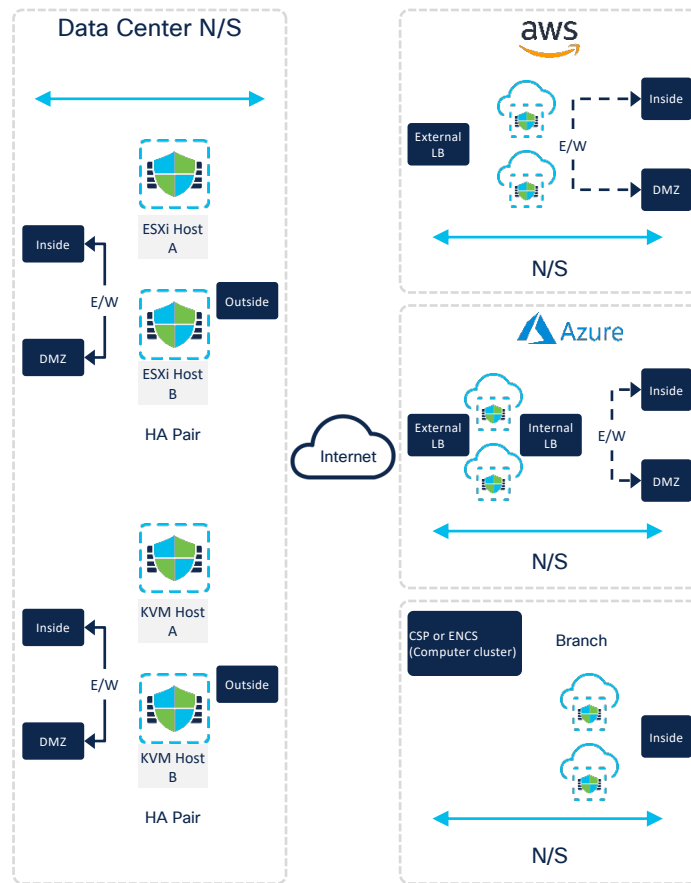 Data Center N/S
ESXi Host
A
Inside
E/W
DMZ
Outside
ESXi Host
B
HA Pair
KVM Host
A
Inside
E/W
DMZ
Outside
KVM Host
B
HA Pair
Internet
aws
External
LB
E/W
Inside
DMZ
N/S
Azure
External
LB
Internal
LB
E/W
Inside
DMZ
N/S
CSP or ENCS
(Computer cluster)
Branch
Inside
N/S